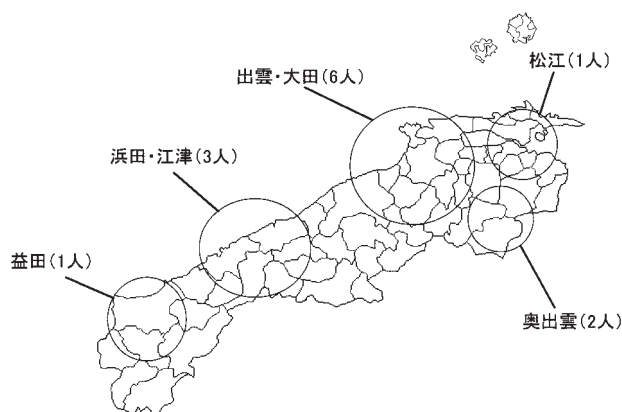 松江(1人)
出雲・大田(6人)
浜田・江津(3人)
益田(1人)
奥出雲(2人)